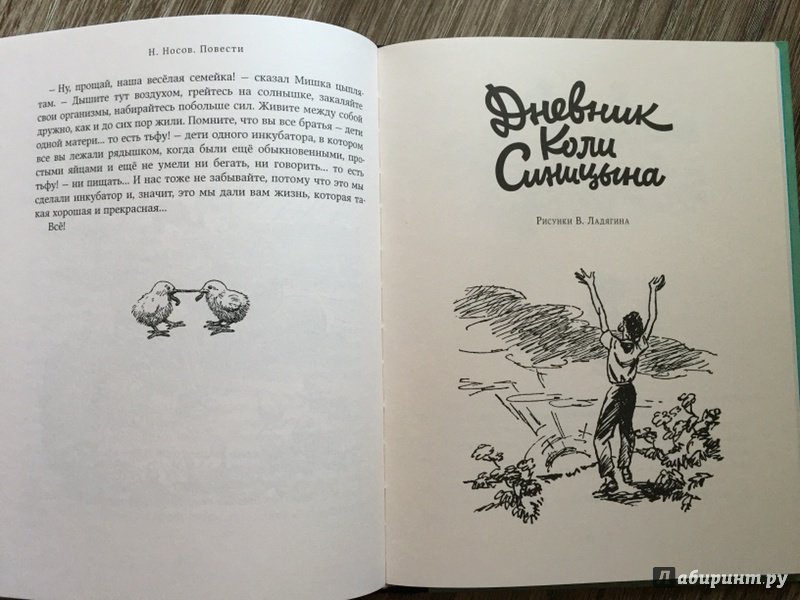 Н. Носов. Повести
– Ну, прощай, наша весёлая семейка! – сказал Мишка цыпля-
там. – Дышите тут воздухом, грейтесь на солнышке, закаляйте
свои организмы, набирайтесь побольше сил. Живите между собой
дружно, как и до сих пор жили. Помните, что вы все братья – дети
одной матери... то есть тьфу! – дети одного инкубатора, в котором
все вы лежали рядышком, когда были ещё обыкновенными, про-
стыми яйцами и ещё не умели ни бегать, ни говорить... то есть
тьфу! – ни пищать... И нас тоже не забывайте, потому что это мы
сделали инкубатор и, значит, это мы дали вам жизнь, которая та-
кая хорошая и прекрасная...
Всё!
Дневник
Коли
Синицына
Рисунки В. Ладягина
Лабиринт.ру